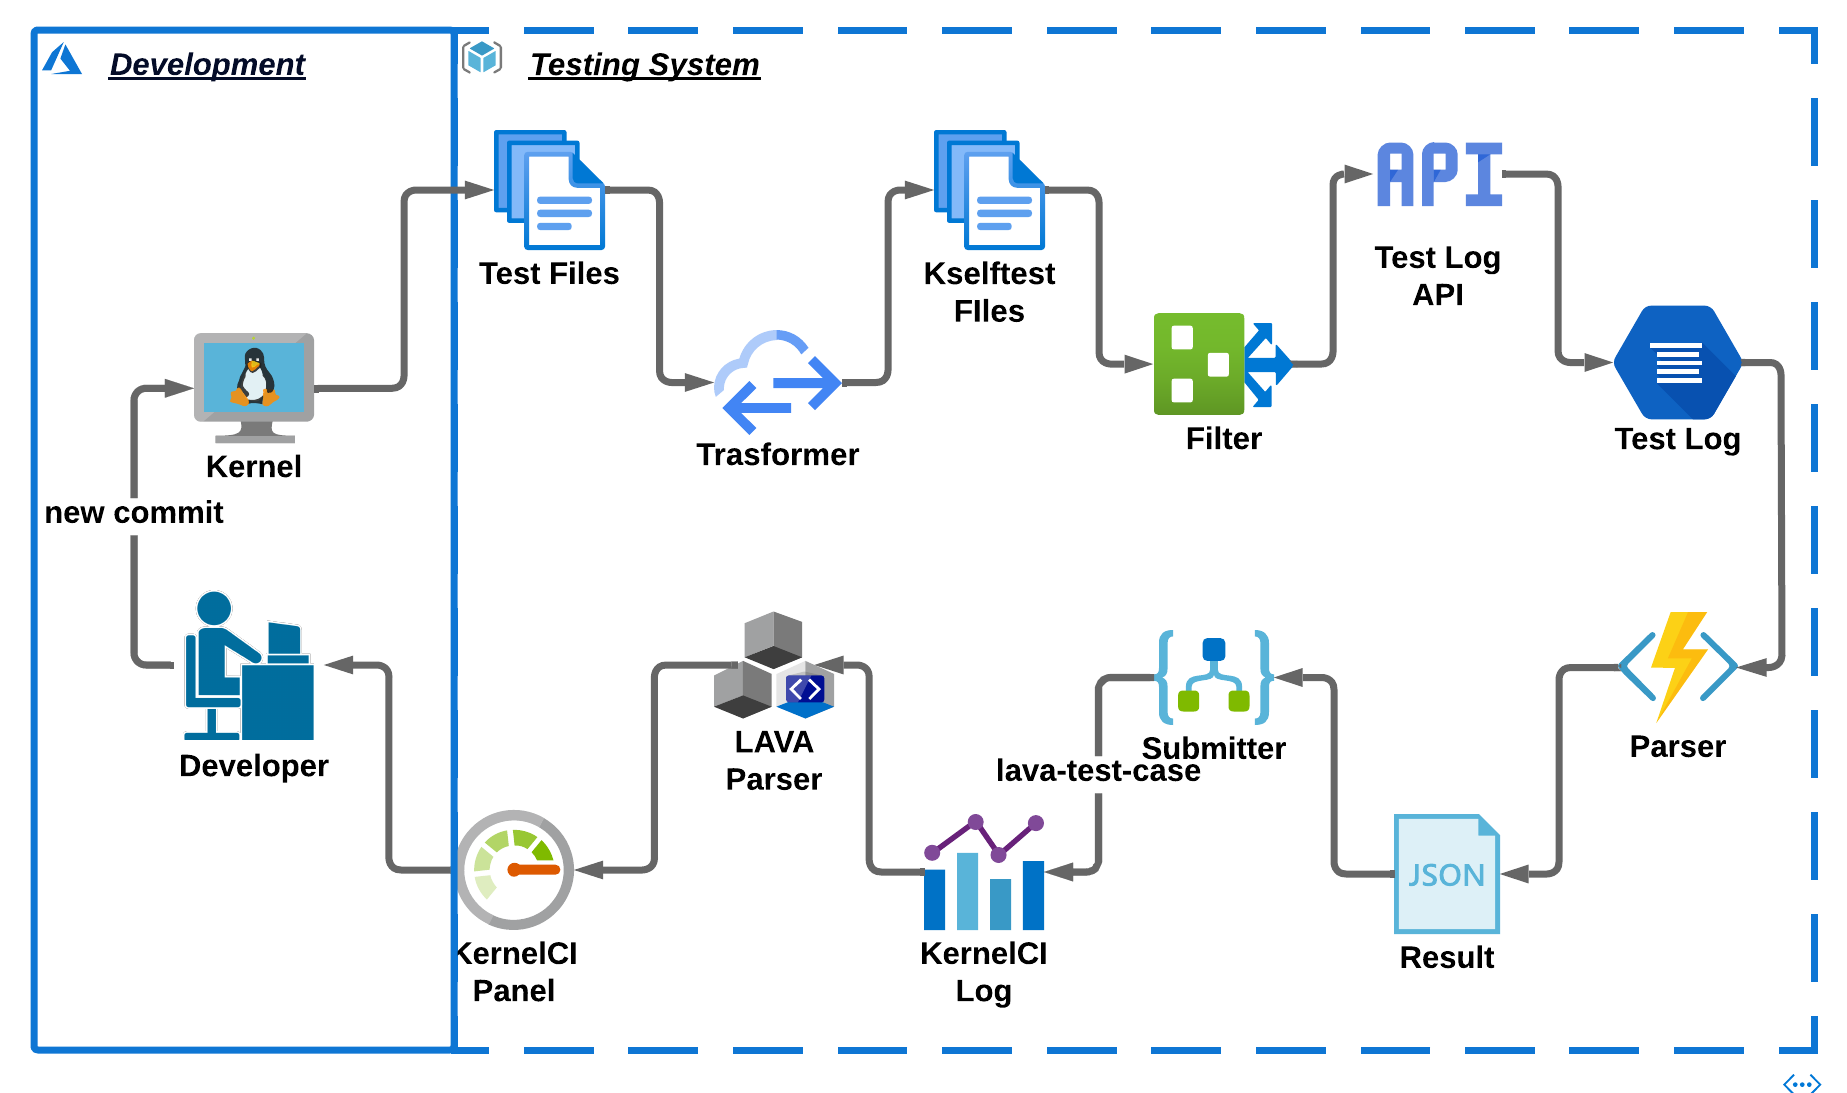 Development
Testing System
Test Files
Kselftest
FIles
Test Log
API
Trasformer
Filter
Test Log
Kernel
new commit
Developer
LAVA
Parser
Submitter
lava-test-case
Parser
JSON
KernelCI
Panel
KernelCI
Log
Result